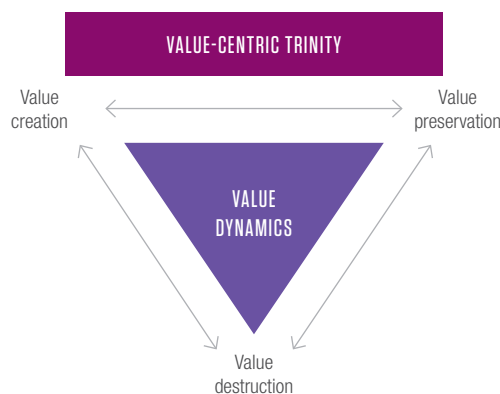 VALUE-CENTRIC TRINITY
Value
creation
Value
preservation
VALUE
DYNAMICS
Value
destruction